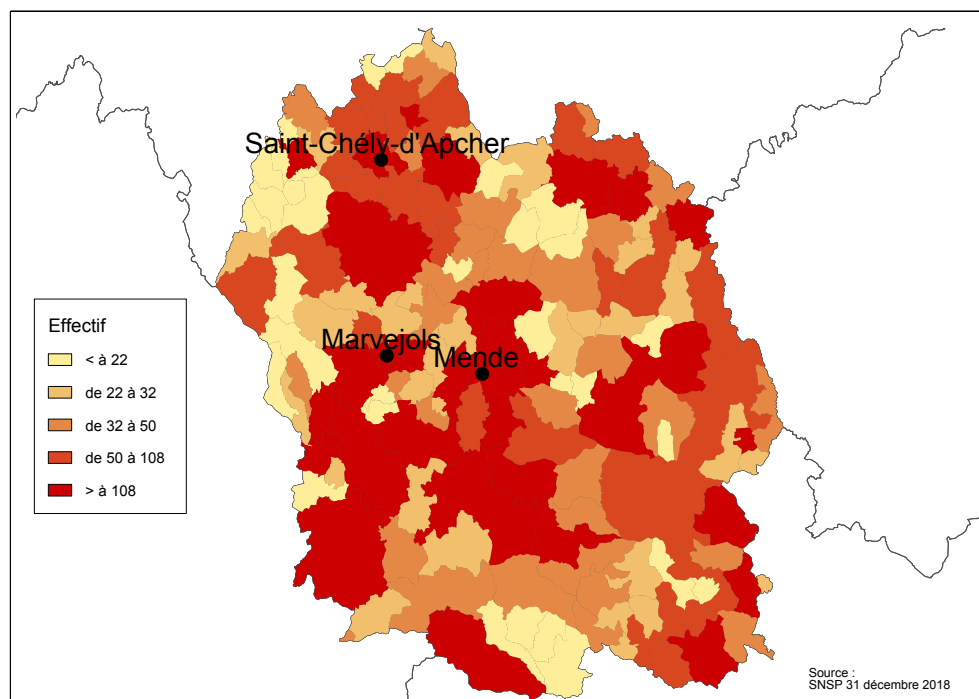 Saint-Chély-d'Apcher
Marvejols
Mende
Effectif
< à 22
de 22 à 32
de 32 à 50
de 50 à 108
> à 108
Source :
SNSP 31 décembre 2018